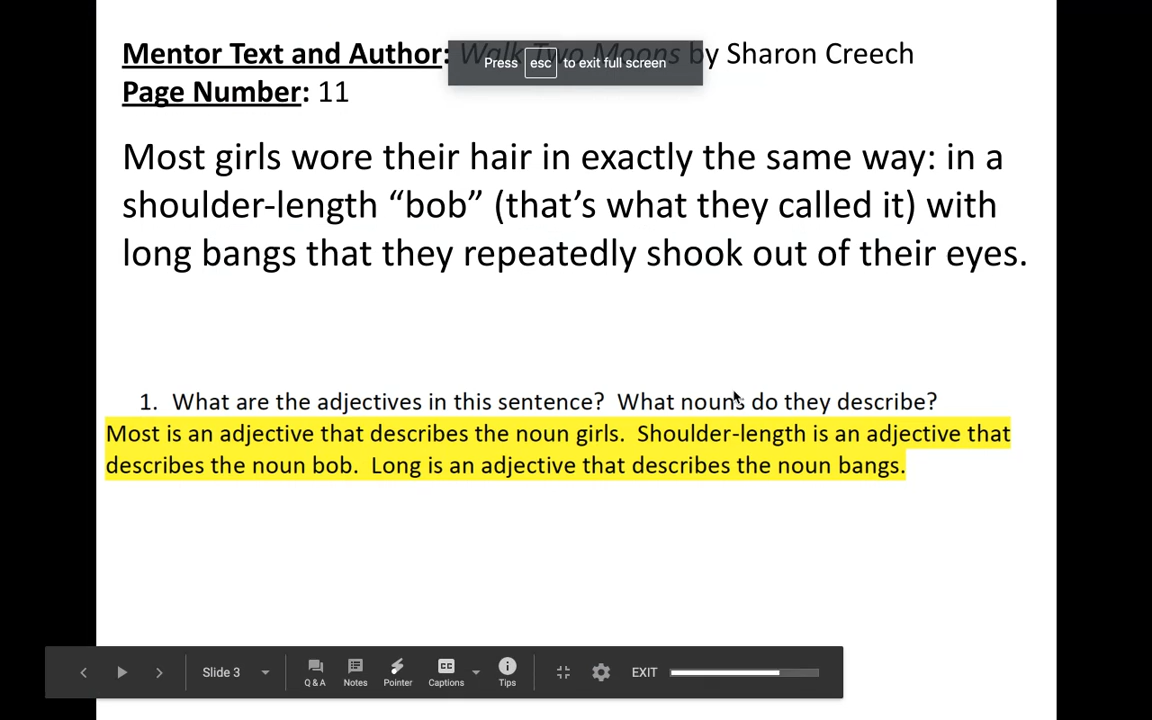 Mentor Text and Author: Walk Two Moons by Sharon Creech
Press esc to exit full screen
Page Number: 11
Most girls wore their hair in exactly the same way: in a
shoulder-length “bob” (that’s what they called it) with
long bangs that they repeatedly shook out of their eyes.
1. What are the adjectives in this sentence? What nouns do they describe?
Most is an adjective that describes the noun girls. Shoulder-length is an adjective that
describes the noun bob. Long is an adjective that describes the noun bangs.
Slide 3
Q & A
Notes
Pointer
CC
Captions
Tips
EXIT